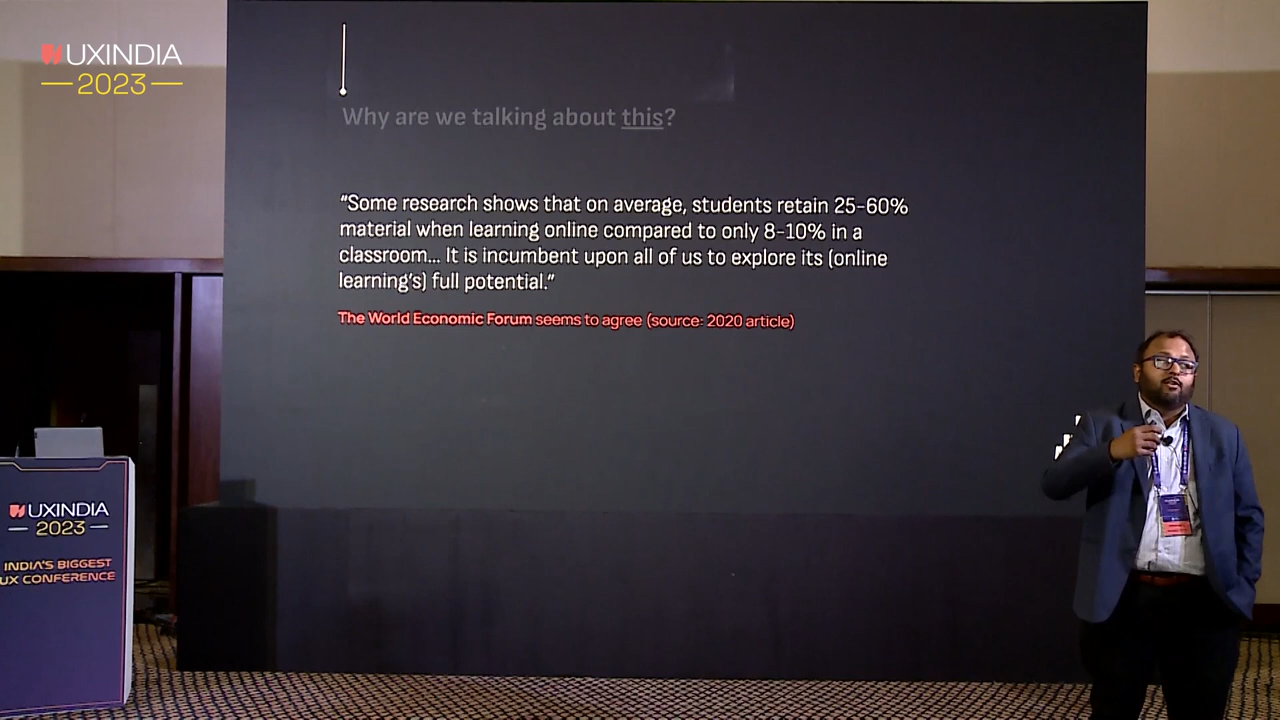 UXINDIA
2023
Why are we talking about this?
“Some research shows that on average, students retain 25-60%
material when learning online compared to only 8-10% in a
classroom... It is incumbent upon all of us to explore its (online
learning's) full potential.”
The World Economic Forum seems to agree (source: 2020 article)
UXINDIA
2023
INDIA'S BIGGEST
UX CONFERENCE